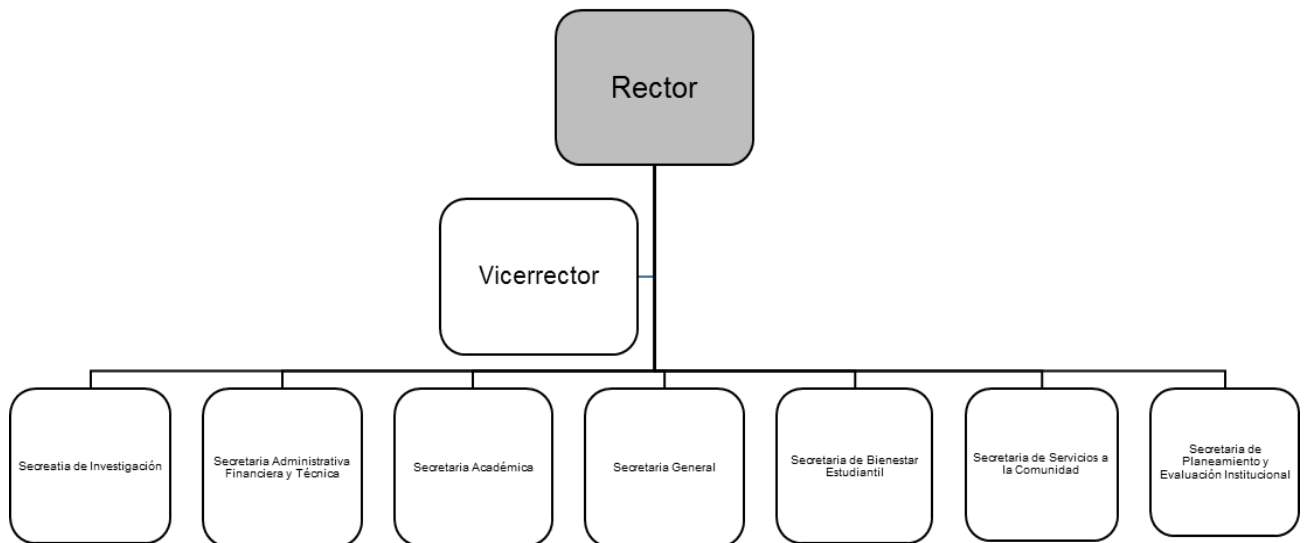 Rector
Vicerrector
Secreatia de Investigación
Secretaria Administrativa
Financiera y Técnica
Secretaria Académica
Secretaria General
Secretaria de Bienestar
Estudiantil
Secretaria de Servicios a
la Comunidad
Secretaria de
Planeamiento y
Evaluación Institucional